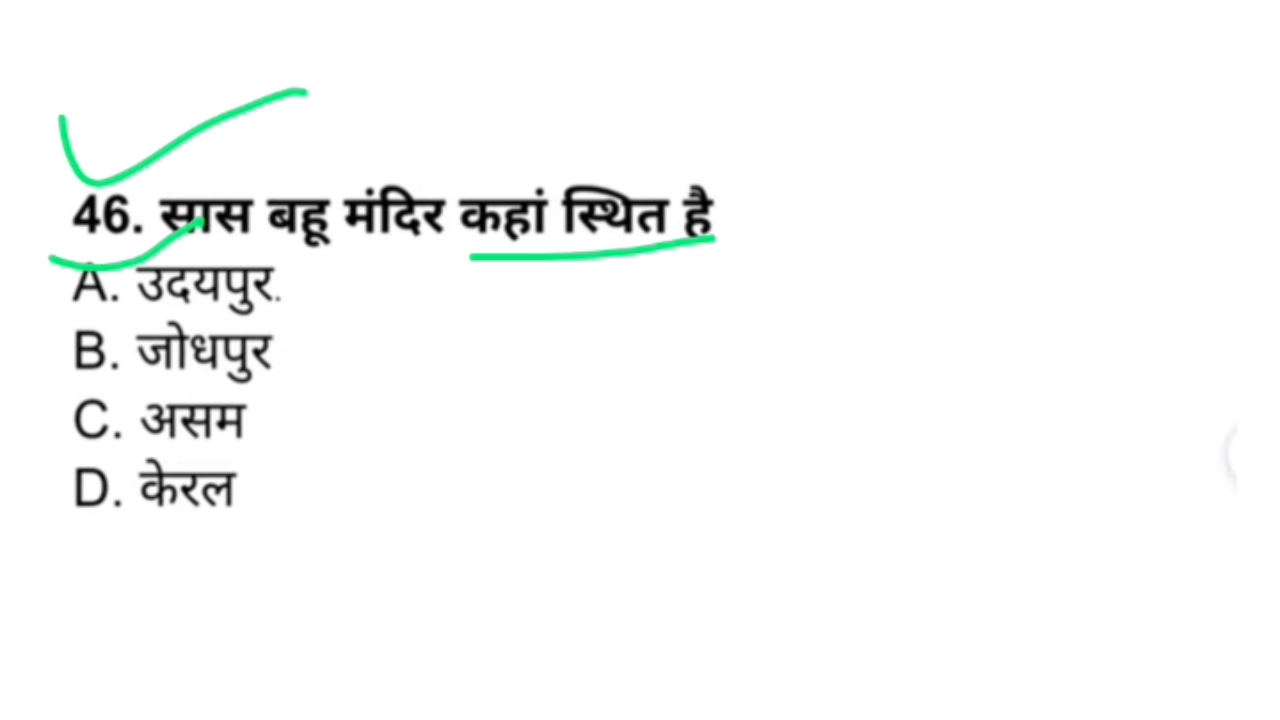 46. सास बहू मंदिर कहां स्थित है
A. उदयपुर.
B. जोधपुर
C. असम
D. केरल